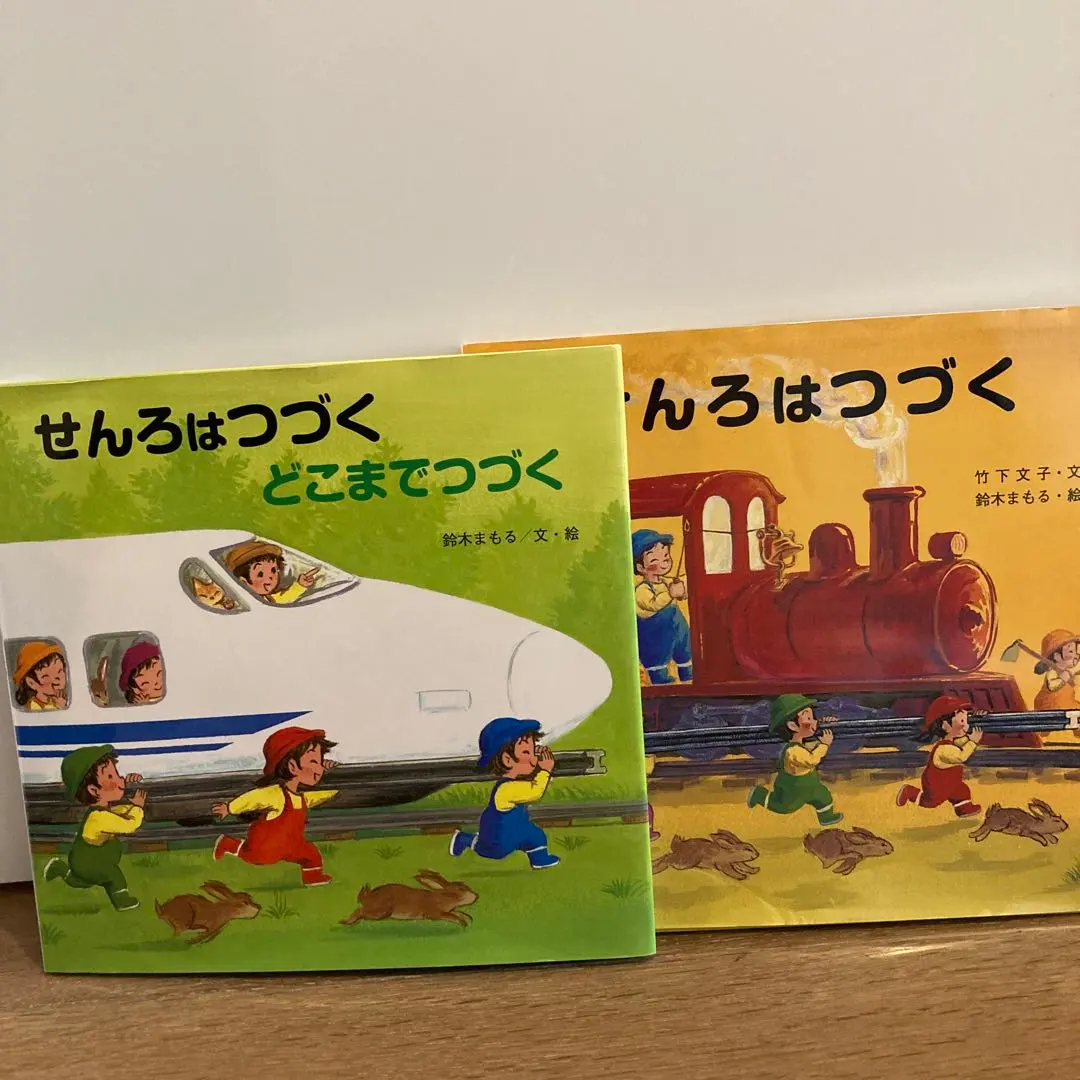 せんろはつづく
どこまでつづく
鈴木まもる／文・絵
せんろはつづく
竹下文子・文
鈴木まもる・絵